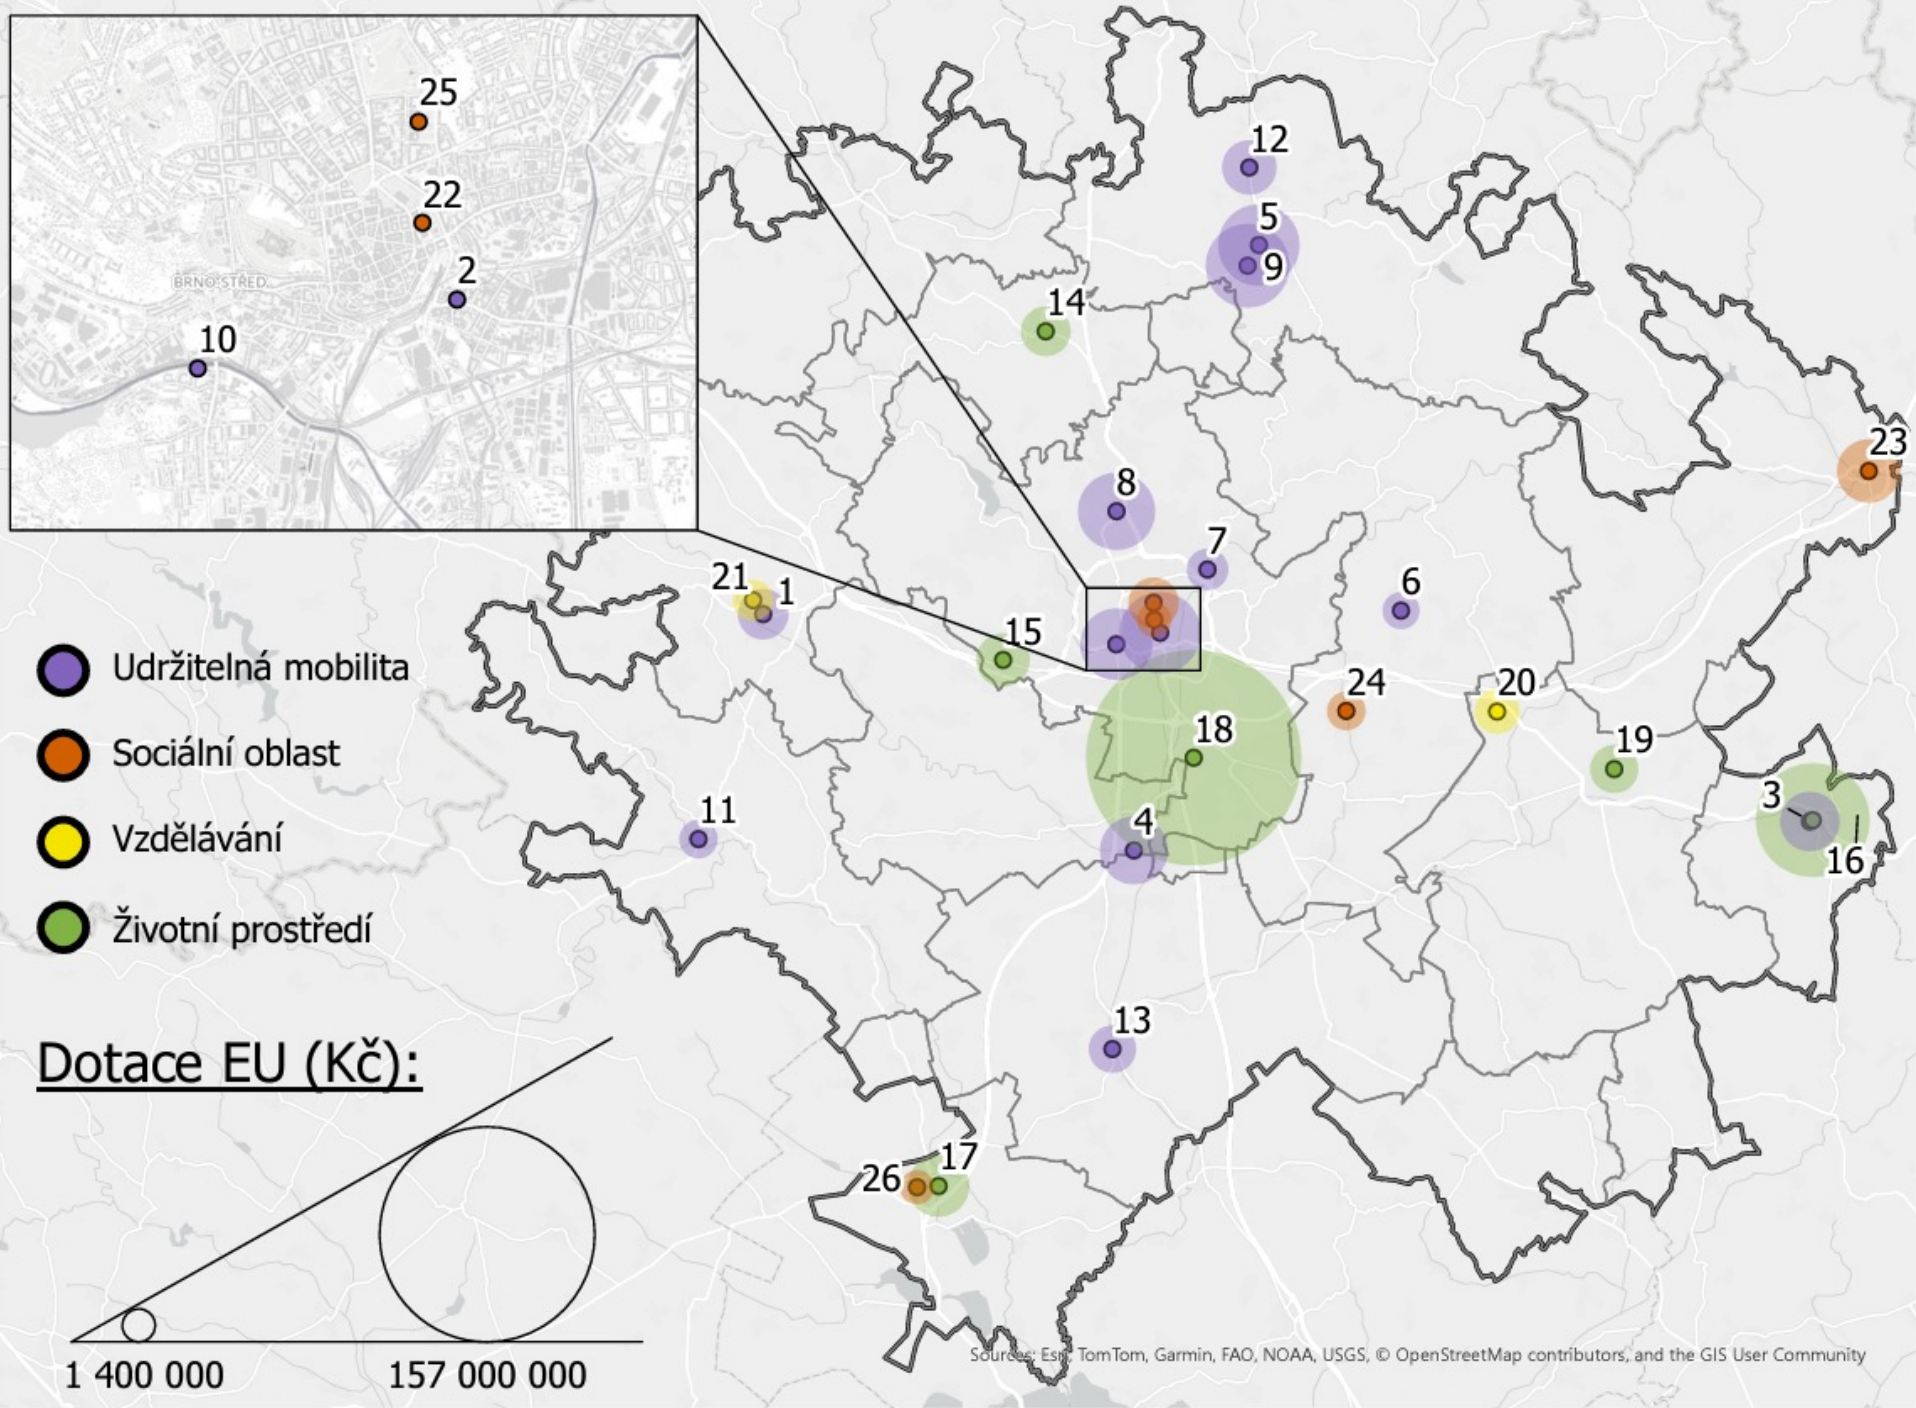 25
22
2
BRNO-STŘED
10
12
5
9
14
23
8
7
21
1
6
15
24
20
18
19
3
16
11
4
13
26
17
Udržitelná mobilita
Sociální oblast
Vzdělávání
Životní prostředí
Dotace EU (Kč):
1 400 000
157 000 000
Sources: Esri, TomTom, Garmin, FAO, NOAA, USGS, © OpenStreetMap contributors, and the GIS User Community